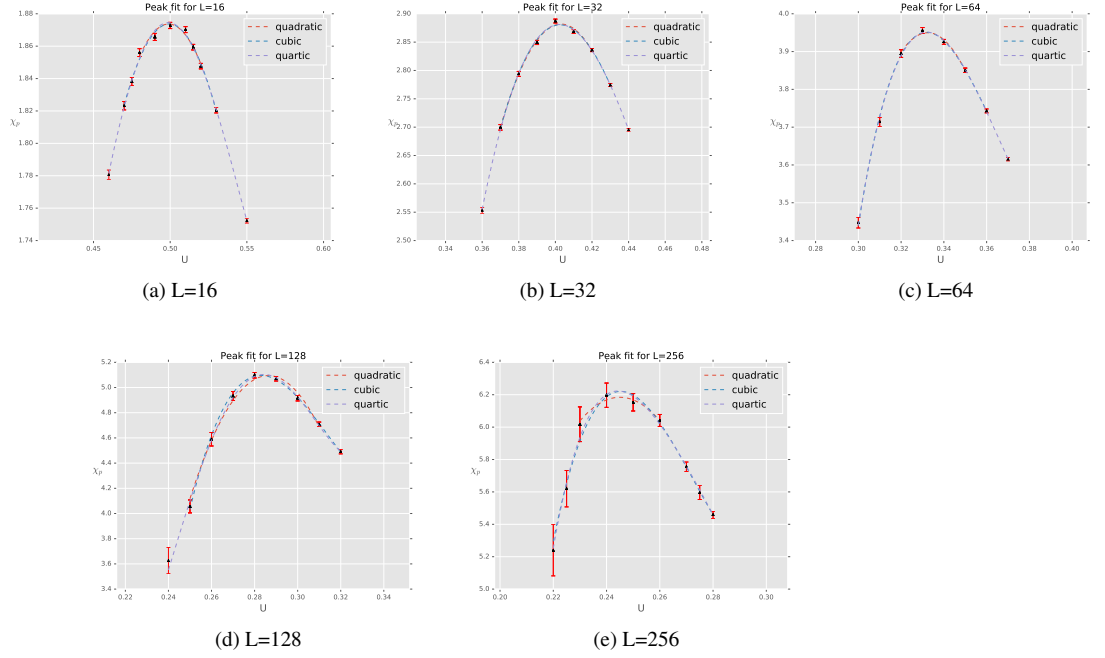 Peak fit for L=16
1.88
1.86
1.84
1.82
1.80
1.78
1.76
1.74
χp
0.45
0.50
0.55
0.60
U
quadratic
cubic
quartic
(a) L=16
Peak fit for L=32
2.90
2.85
2.80
2.75
2.70
2.65
2.60
2.55
2.50
χp
0.34
0.36
0.38
0.40
0.42
0.44
0.46
0.48
U
quadratic
cubic
quartic
(b) L=32
Peak fit for L=64
4.0
3.9
3.8
3.7
3.6
3.5
3.4
χp
0.28
0.30
0.32
0.34
0.36
0.38
0.40
U
quadratic
cubic
quartic
(c) L=64
Peak fit for L=128
5.2
5.0
4.8
4.6
4.4
4.2
4.0
3.8
3.6
3.4
χp
0.22
0.24
0.26
0.28
0.30
0.32
0.34
U
quadratic
cubic
quartic
(d) L=128
Peak fit for L=256
6.4
6.2
6.0
5.8
5.6
5.4
5.2
5.0
χp
0.20
0.22
0.24
0.26
0.28
0.30
U
quadratic
cubic
quartic
(e) L=256